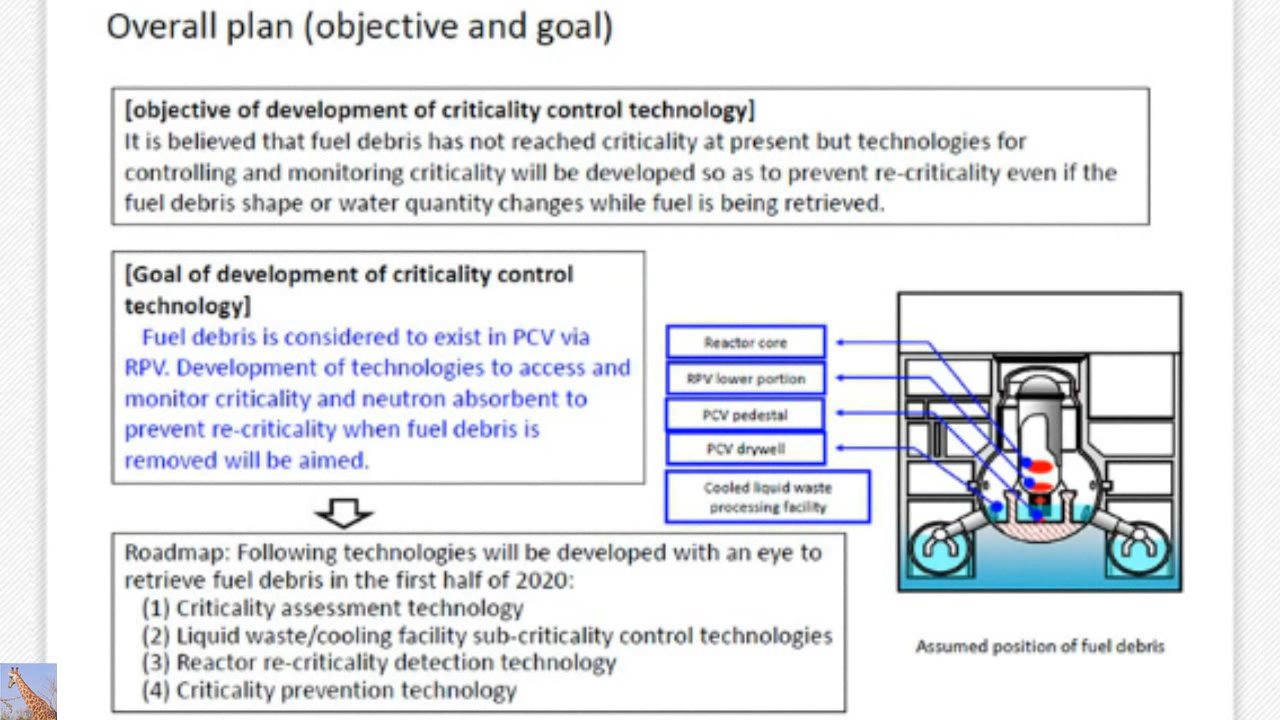 Overall plan (objective and goal)
[objective of development of criticality control technology]
It is believed that fuel debris has not reached criticality at present but technologies for
controlling and monitoring criticality will be developed so as to prevent re-criticality even if the
fuel debris shape or water quantity changes while fuel is being retrieved.
[Goal of development of criticality control
technology]
Fuel debris is considered to exist in PCV via
RPV. Development of technologies to access and
monitor criticality and neutron absorbent to
prevent re-criticality when fuel debris is
removed will be aimed.
Reactor core
RPV lower portion
PCV pedestal
PCV drywell
Cooled liquid waste
processing facility
Assumed position of fuel debris
Roadmap: Following technologies will be developed with an eye to
retrieve fuel debris in the first half of 2020:
(1) Criticality assessment technology
(2) Liquid waste/cooling facility sub-criticality control technologies
(3) Reactor re-criticality detection technology
(4) Criticality prevention technology